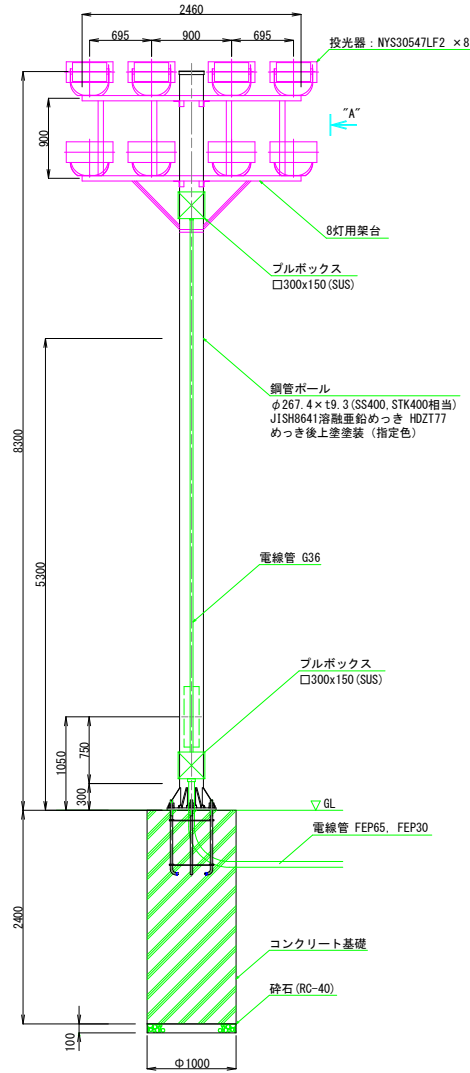 2460
695
900
695
投光器：NYS30547LF2 ×8
"A"
900
8灯用架台
プルボックス
□300x150(SUS)
鋼管ポール
φ267.4×t9.3(SS400,STK400相当)
JISH8641溶融亜鉛めっき HDZT77
めっき後上塗塗装（指定色）
8300
5300
電線管 G36
プルボックス
□300x150(SUS)
1050
750
300
GL
電線管 FEP65, FEP30
2400
コンクリート基礎
砕石(RC-40)
100
Φ1000